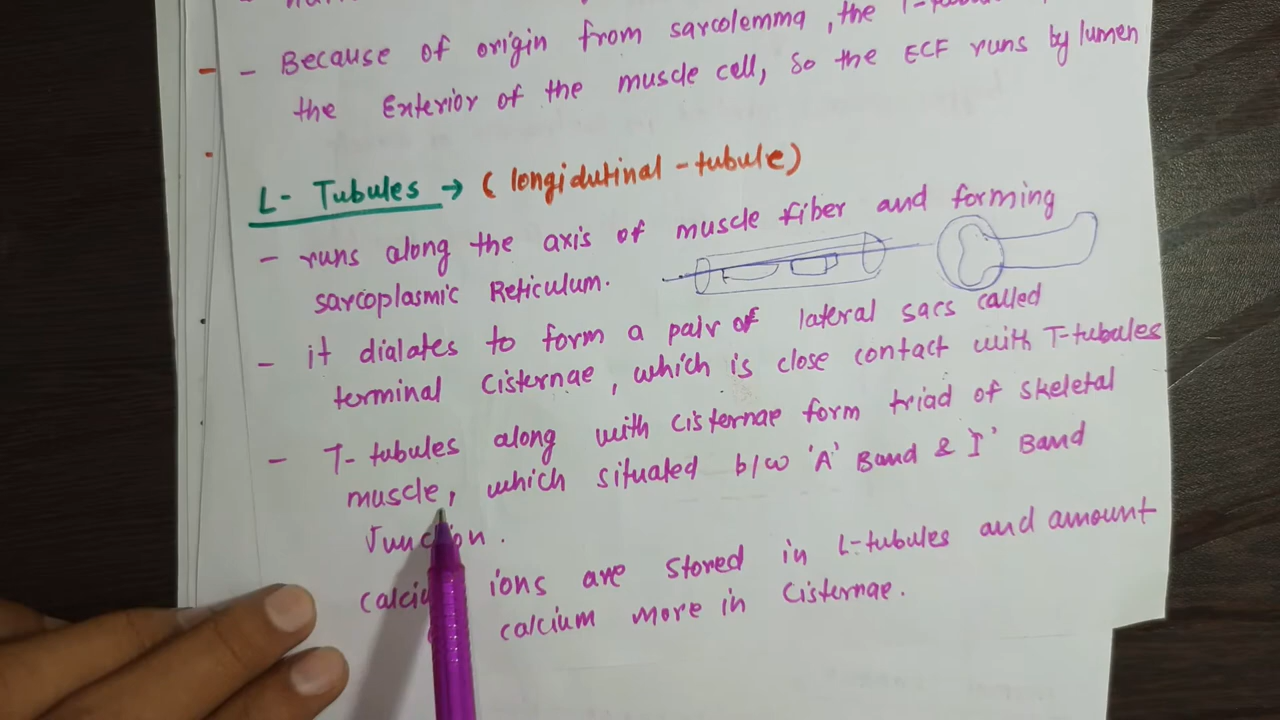 - Because of origin from sarcolemma, the
the Exterior of the muscle cell, so the ECF runs by lumen
L- Tubules → (longidutinal-tubule)
- runs along the axis of muscle fiber and forming
sarcoplasmic Reticulum.
- it dialates to form a pair of lateral sacs called
terminal cisternae, which is close contact with T-tubules
- T-tubules along with cisternae form triad of skeletal
muscle, which situated b/w 'A' Band & I' Band
Junction.
ions are stored in L-tubules and amount
calcium more in cisternae.